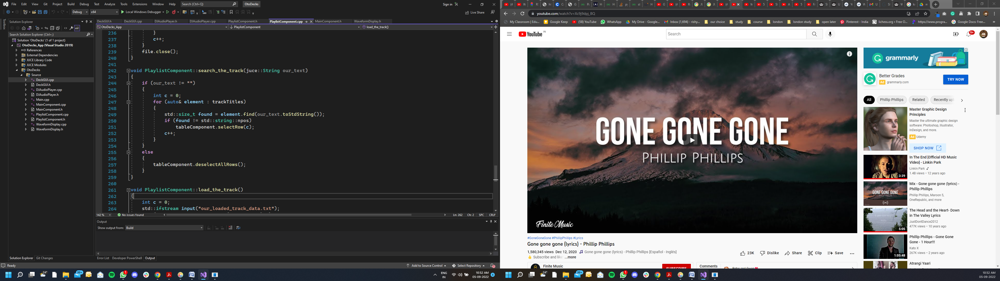 File Edit View Git Project Build Debug Test Analyze Tools Extensions Window Help Search (Ctrl+Q) OtoDecks Sign in
Debug x64 Local Windows Debugger Live Share
Toolbox
Solution Explorer
Search Solution Explorer (Ctrl+;)
Solution 'OtoDecks' (1 of 1 project)
OtoDecks_App (Visual Studio 2019)
References
External Dependencies
JUCE Library Code
JUCE Modules
OtoDecks
Source
DeckGUI.cpp
DeckGUI.h
DJAudioPlayer.cpp
DJAudioPlayer.h
Main.cpp
MainComponent.cpp
MainComponent.h
PlaylistComponent.cpp
PlaylistComponent.h
WaveformDisplay.cpp
WaveformDisplay.h
Solution Explorer Git Changes
DeckGUI.h DeckGUI.cpp DJAudioPlayer.h DJAudioPlayer.cpp PlaylistComponent.h PlaylistComponent.cpp MainComponent.h WaveformDisplay.h
OtoDecks_App PlaylistComponent load_the_track()
236 }
237 c++;
238 }
239 file.close();
240 }
241
242 void PlaylistComponent::search_the_track(juce::String our_text)
243 {
244 if (our_text != "")
245 {
246 int c = 0;
247 for (auto& element : trackTitles)
248 {
249 std::size_t found = element.find(our_text.toStdString());
250 if (found != std::string::npos)
251 tableComponent.selectRow(c);
252 c++;
253 }
254 }
255 else
256 {
257 tableComponent.deselectAllRows();
258 }
259 }
260
261 void PlaylistComponent::load_the_track()
262 {
263 int c = 0;
264 std::ifstream input("our_loaded_track_data.txt");
142 % No issues found Ln: 262 Ch: 2 SPC CRLF
Output
Show output from: Build
Error List Developer PowerShell Output
Ready Add to Source Control Select Repository 1
24° 99+ 1 ENG IN 10:52 AM 05-09-2022 4
youtube.com/watch?v=Xc9j9dpj_8Q
My Classroom | Edu... Google Keep (58) YouTube WhatsApp My Drive - Google... Inbox (1,694) - rishy... our choice study course london london study open later Pinterest - India lichess.org • Free O... https://www.progra... Google Docs: Free...
YouTube IN Search 9+
GONE GONE GONE
PHILLIP PHILLIPS
Finite Music
#GoneGoneGone #PhillipPhillips #Lyrics
Gone gone gone (lyrics) - Phillip Phillips
1,580,345 views Dec 12, 2020 Gone gone gone (lyrics) - Phillip Phillips [Español - Inglés]
Subscribe and like ...more
23K Dislike Share Clip Save
Finite Music SUBSCRIBE
Comments
grammarly
Better Grades
Ad grammarly.com
TRY NOW
All Phillip Phillips Related Recently upl
Master Graphic Design Principles
Master the ultimate graphic design
software: Photoshop, Illustrator,
InDesign, and more.
Ad Udemy
SHOP NOW
In The End [Official HD Music
Video] - Linkin Park
Linkin Park
1.4B views • 12 years ago
3:39
Mix - Gone gone gone (lyrics) -
Phillip Phillips
Phillip Phillips, Maroon 5,
OneRepublic, and more
GONE GONE GONE
The Head and the Heart- Down
in The Valley Lyrics
JustDontDance2012
477K views • 10 years ago
5:05
Phillip Phillips - Gone Gone
Gone - 1 Hour!!!
Kato X
267K views • 2 years ago
1:05:48
Atrangi Yaari
24° 99+ 1 10:52 AM 05-09-2022